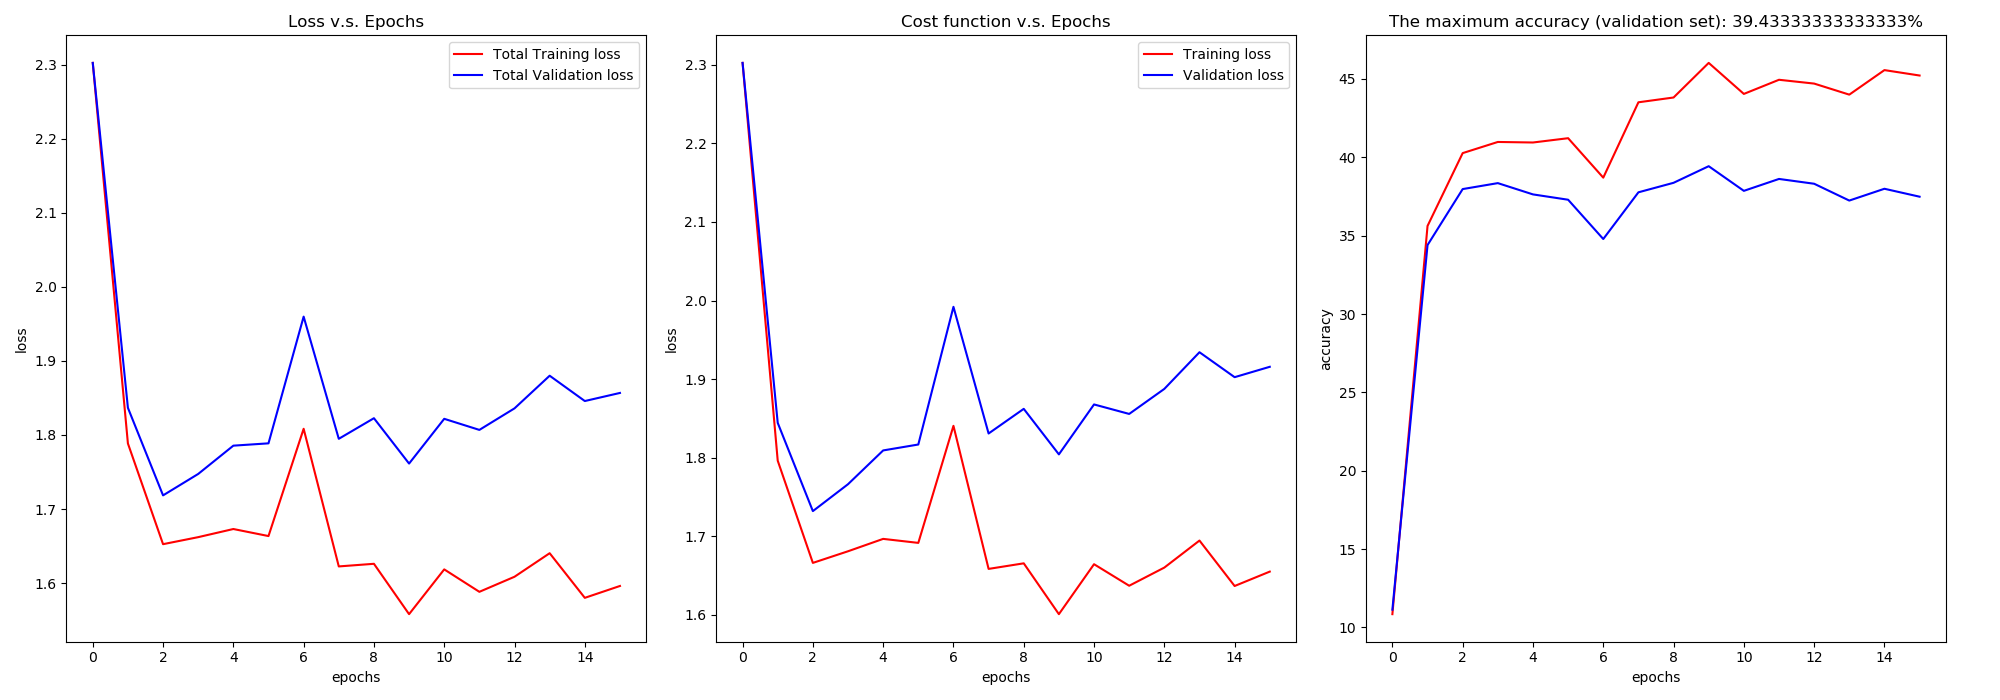 Loss v.s. Epochs
Total Training loss
Total Validation loss
2.3
2.2
2.1
2.0
1.9
1.8
1.7
1.6
loss
0 2 4 6 8 10 12 14
epochs
Cost function v.s. Epochs
Training loss
Validation loss
2.3
2.2
2.1
2.0
1.9
1.8
1.7
1.6
loss
0 2 4 6 8 10 12 14
epochs
The maximum accuracy (validation set): 39.43333333333333%
45
40
35
30
25
20
15
10
accuracy
0 2 4 6 8 10 12 14
epochs